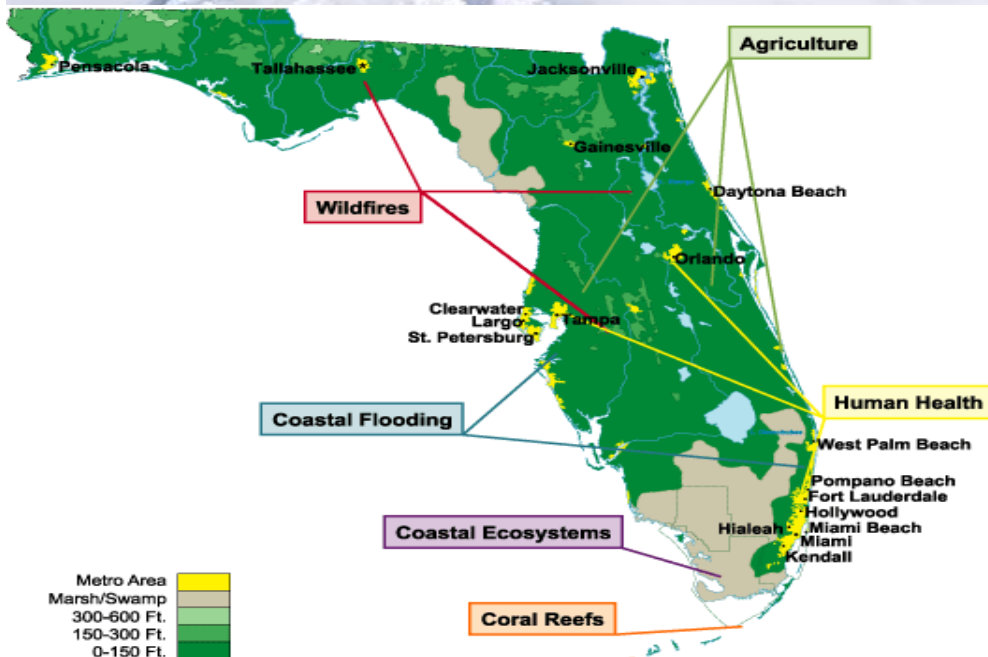 Agriculture
Pensacola
Tallahassee
Jacksonville
Gainesville
Wildfires
Daytona Beach
Orlando
Clearwater
Largo
Tampa
St. Petersburg
Human Health
Coastal Flooding
West Palm Beach
Pompano Beach
Fort Lauderdale
Hollywood
Hialeah
Miami Beach
Coastal Ecosystems
Miami
Kendall
Metro Area
Marsh/Swamp
300-600 Ft.
150-300 Ft.
0-150 Ft.
Coral Reefs